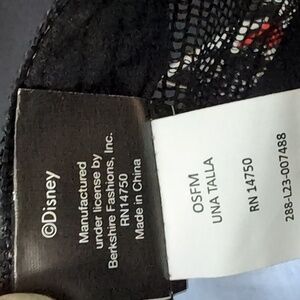 ©Disney
Manufactured
under license by
Berkshire Fashions, Inc.
RN14750
Made in China
OSFM
UNA TALLA
RN 14750
288-L23-007488